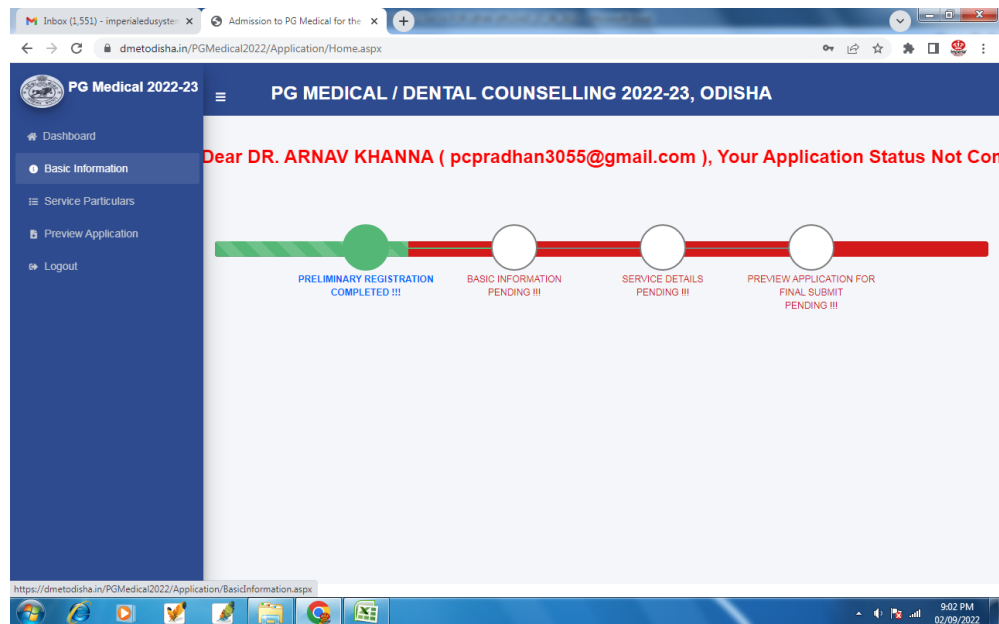 Inbox (1,551) - imperialedusyster
Admission to PG Medical for the
dmetodisha.in/PGMedical2022/Application/Home.aspx
PG Medical 2022-23
PG MEDICAL / DENTAL COUNSELLING 2022-23, ODISHA
Dashboard
Basic Information
Service Particulars
Preview Application
Logout
Dear DR. ARNAV KHANNA ( pcpradhan3055@gmail.com ), Your Application Status Not Con
PRELIMINARY REGISTRATION
COMPLETED !!!
BASIC INFORMATION
PENDING !!!
SERVICE DETAILS
PENDING !!!
PREVIEW APPLICATION FOR
FINAL SUBMIT
PENDING !!!
https://dmetodisha.in/PGMedical2022/Application/BasicInformation.aspx
9:02 PM
02/09/2022